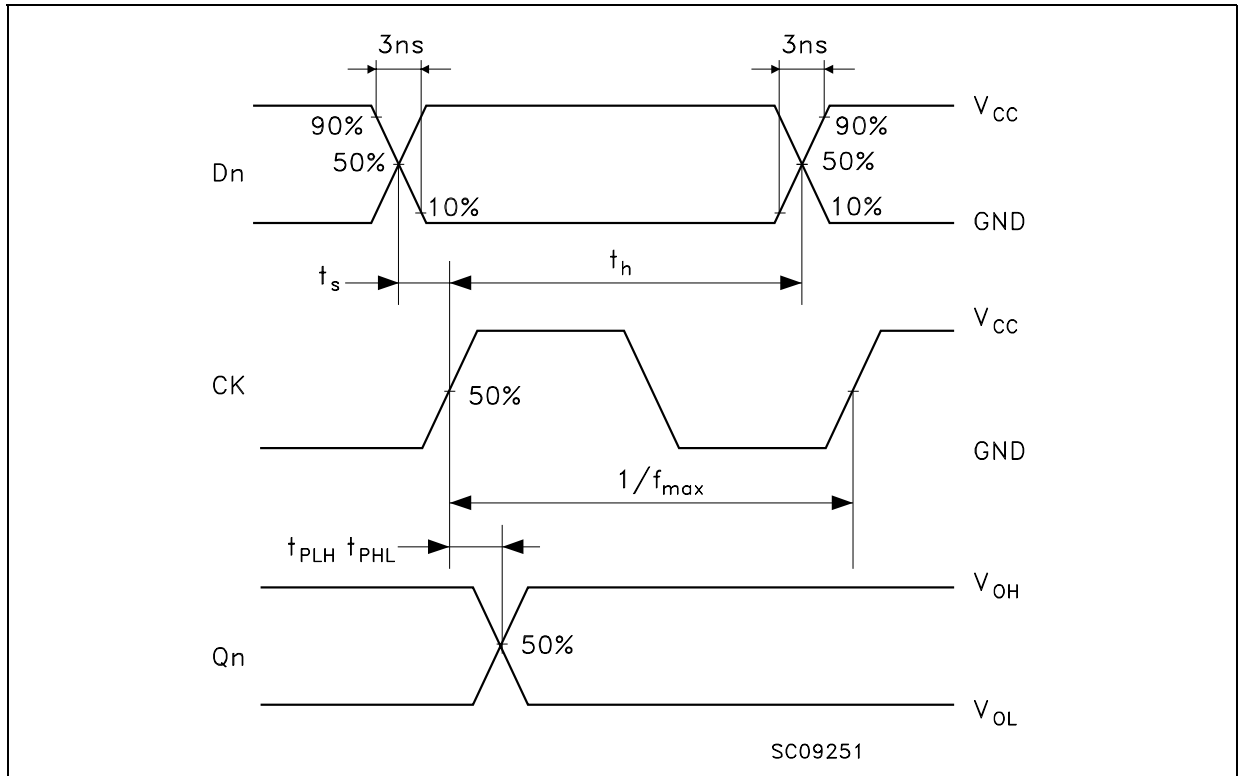 3ns 3ns
V_CC
90% 90%
50% 50%
Dn
10% 10%
GND
t_s t_h
V_CC
CK
50%
GND
1/f_max
t_PLH t_PHL
V_OH
50%
Qn
V_OL
SC09251